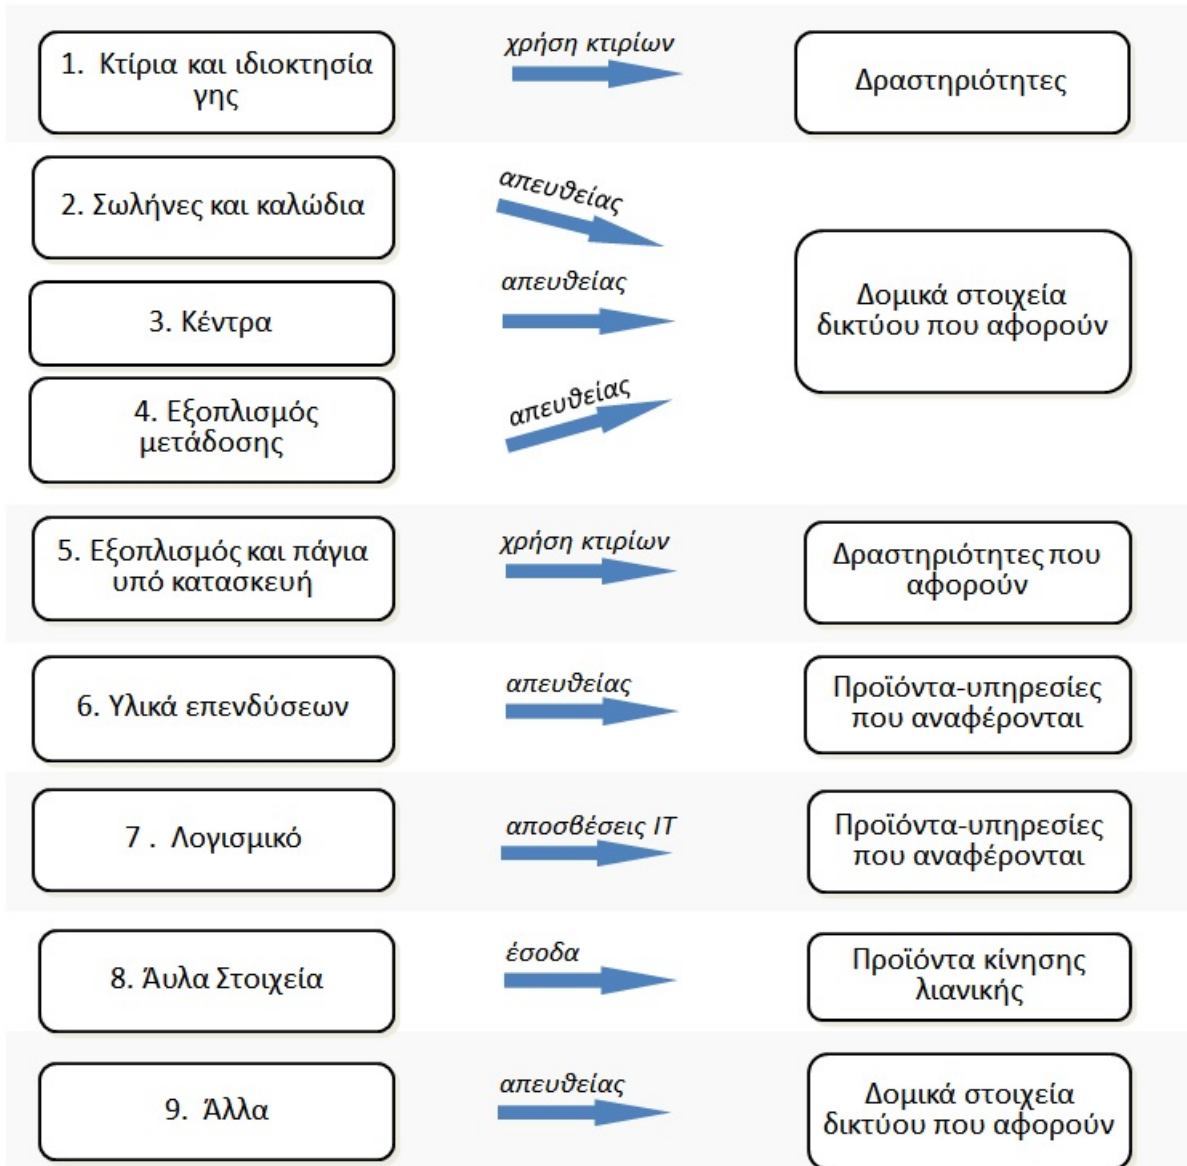 1. Κτίρια και ιδιοκτησία
γης
χρήση κτιρίων
Δραστηριότητες
2. Σωλήνες και καλώδια
απευθείας
3. Κέντρα
απευθείας
4. Εξοπλισμός
μετάδοσης
απευθείας
Δομικά στοιχεία
δικτύου που αφορούν
5. Εξοπλισμός και πάγια
υπό κατασκευή
χρήση κτιρίων
Δραστηριότητες που
αφορούν
6. Υλικά επενδύσεων
απευθείας
Προϊόντα-υπηρεσίες
που αναφέρονται
7 . Λογισμικό
αποσβέσεις IT
Προϊόντα-υπηρεσίες
που αναφέρονται
8. Άυλα Στοιχεία
έσοδα
Προϊόντα κίνησης
λιανικής
9. Άλλα
απευθείας
Δομικά στοιχεία
δικτύου που αφορούν